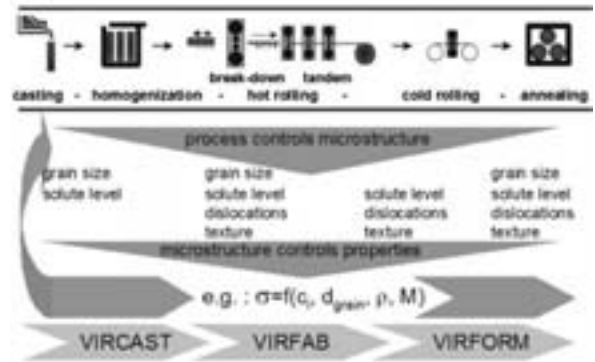 break-down tandem
casting - homogenization - hot rolling - cold rolling - annealing
process controls microstructure
grain size grain size grain size
solute level solute level solute level solute level
dislocations dislocations dislocations
texture texture texture
microstructure controls properties
e.g. : σ=f(cᵢ, d_grain, ρ, M)
VIRCAST VIRFAB VIRFORM